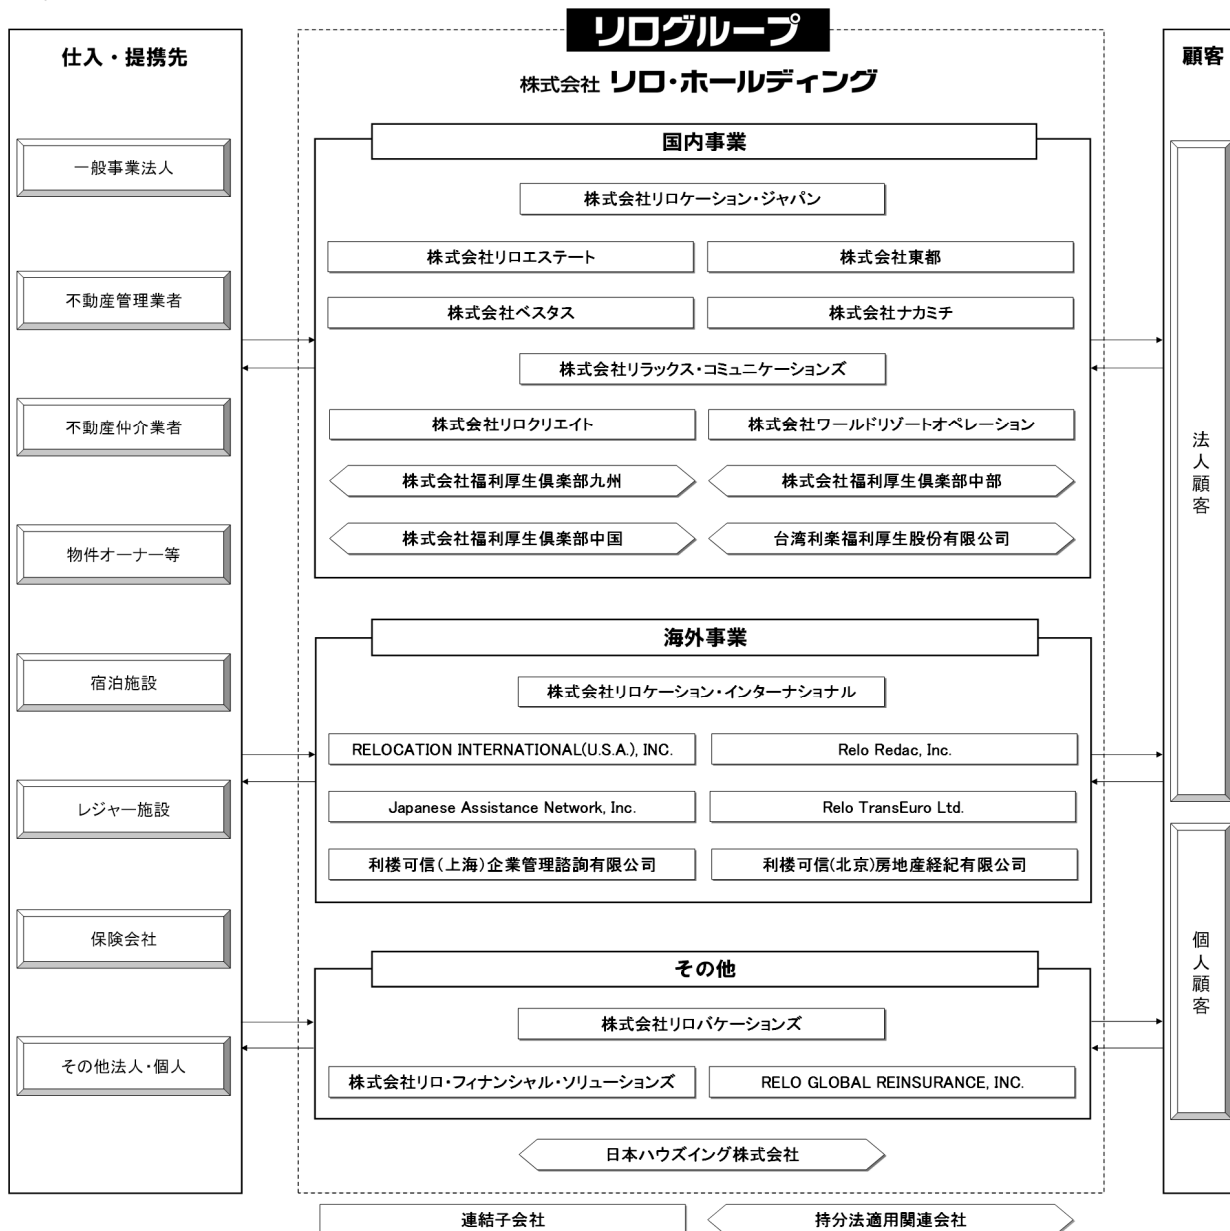 仕入・提携先
一般事業法人
不動産管理業者
不動産仲介業者
物件オーナー等
宿泊施設
レジャー施設
保険会社
その他法人・個人
リログループ
株式会社 リロ・ホールディング
国内事業
株式会社リロケーション・ジャパン
株式会社リロエステート
株式会社東都
株式会社ベスタス
株式会社ナカミチ
株式会社リラックス・コミュニケーションズ
株式会社リロクリエイト
株式会社ワールドリゾートオペレーション
株式会社福利厚生倶楽部九州
株式会社福利厚生倶楽部中部
株式会社福利厚生倶楽部中国
台湾利楽福利厚生股份有限公司
海外事業
株式会社リロケーション・インターナショナル
RELOCATION INTERNATIONAL(U.S.A.), INC.
Relo Redac, Inc.
Japanese Assistance Network, Inc.
Relo TransEuro Ltd.
利楼可信(上海)企業管理諮詢有限公司
利楼可信(北京)房地産経紀有限公司
その他
株式会社リロバケーションズ
株式会社リロ・フィナンシャル・ソリューションズ
RELO GLOBAL REINSURANCE, INC.
日本ハウズイング株式会社
連結子会社
持分法適用関連会社
顧客
法人顧客
個人顧客